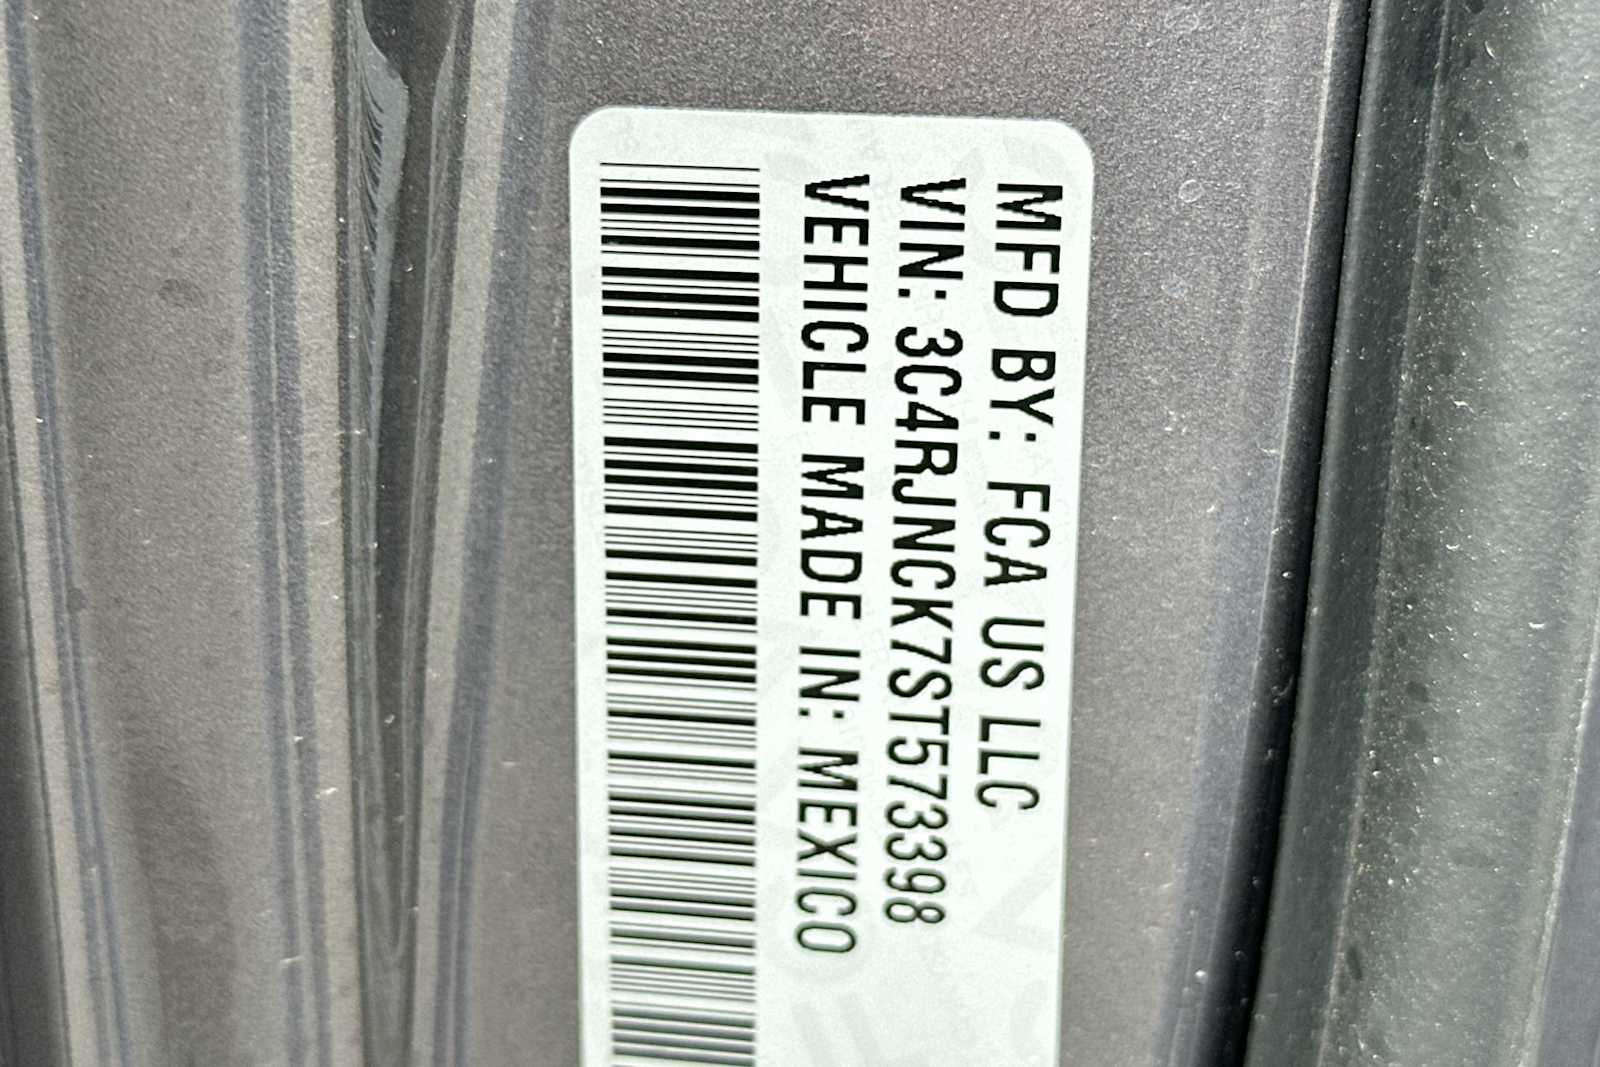 MFD BY: FCA US LLC
VIN: 3C4RJNCK7ST573398
VEHICLE MADE IN: MEXICO